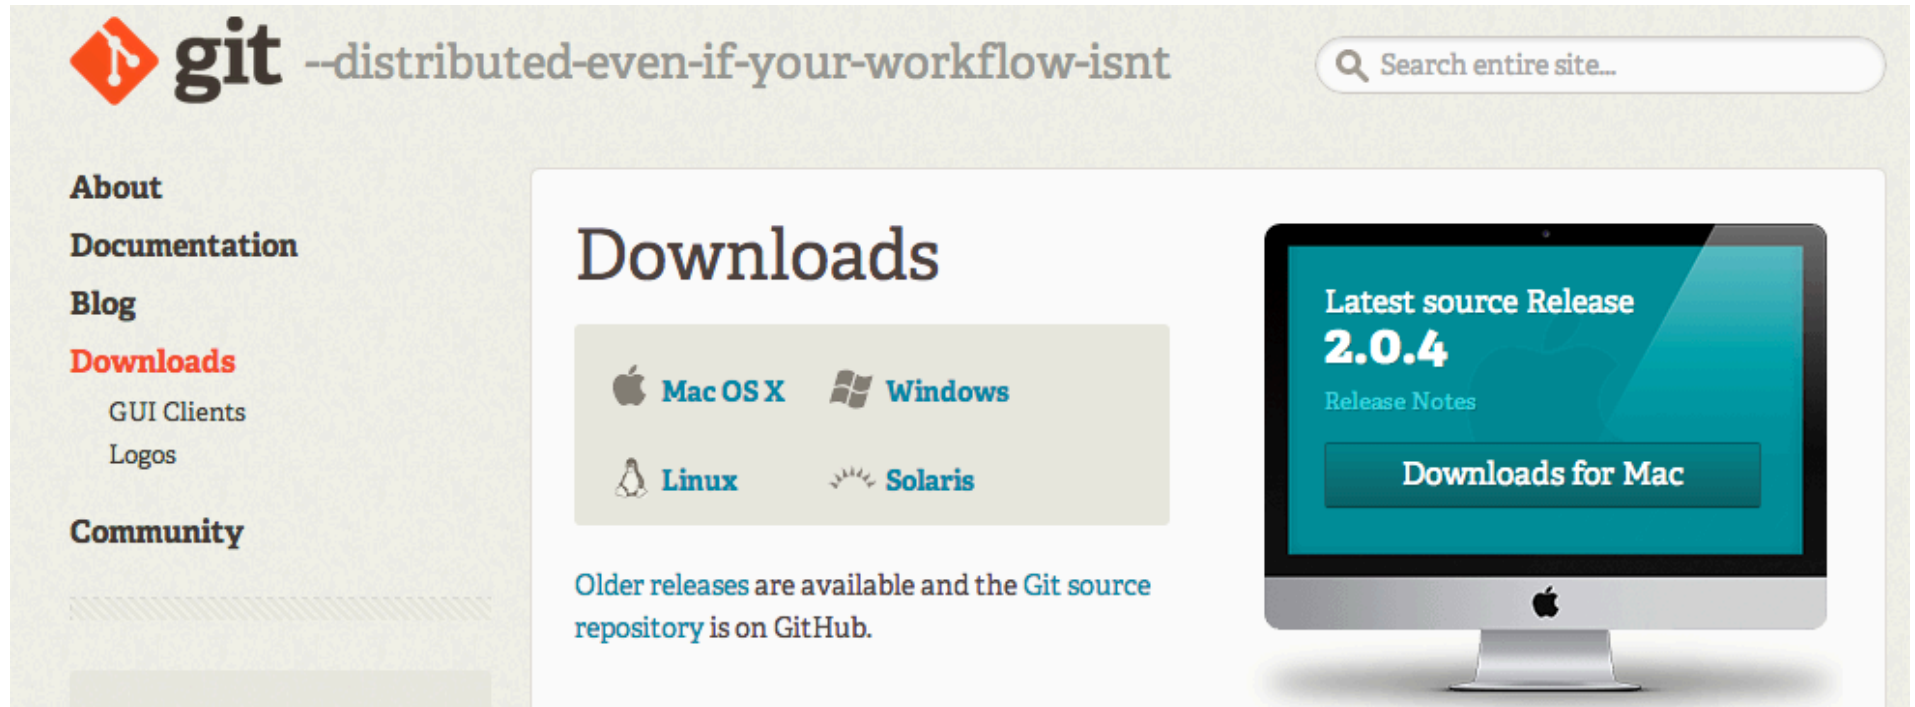 git --distributed-even-if-your-workflow-isnt
Search entire site...
About
Documentation
Blog
Downloads
GUI Clients
Logos
Community
Downloads
Mac OS X
Windows
Linux
Solaris
Older releases are available and the Git source
repository is on GitHub.
Latest source Release
2.0.4
Release Notes
Downloads for Mac